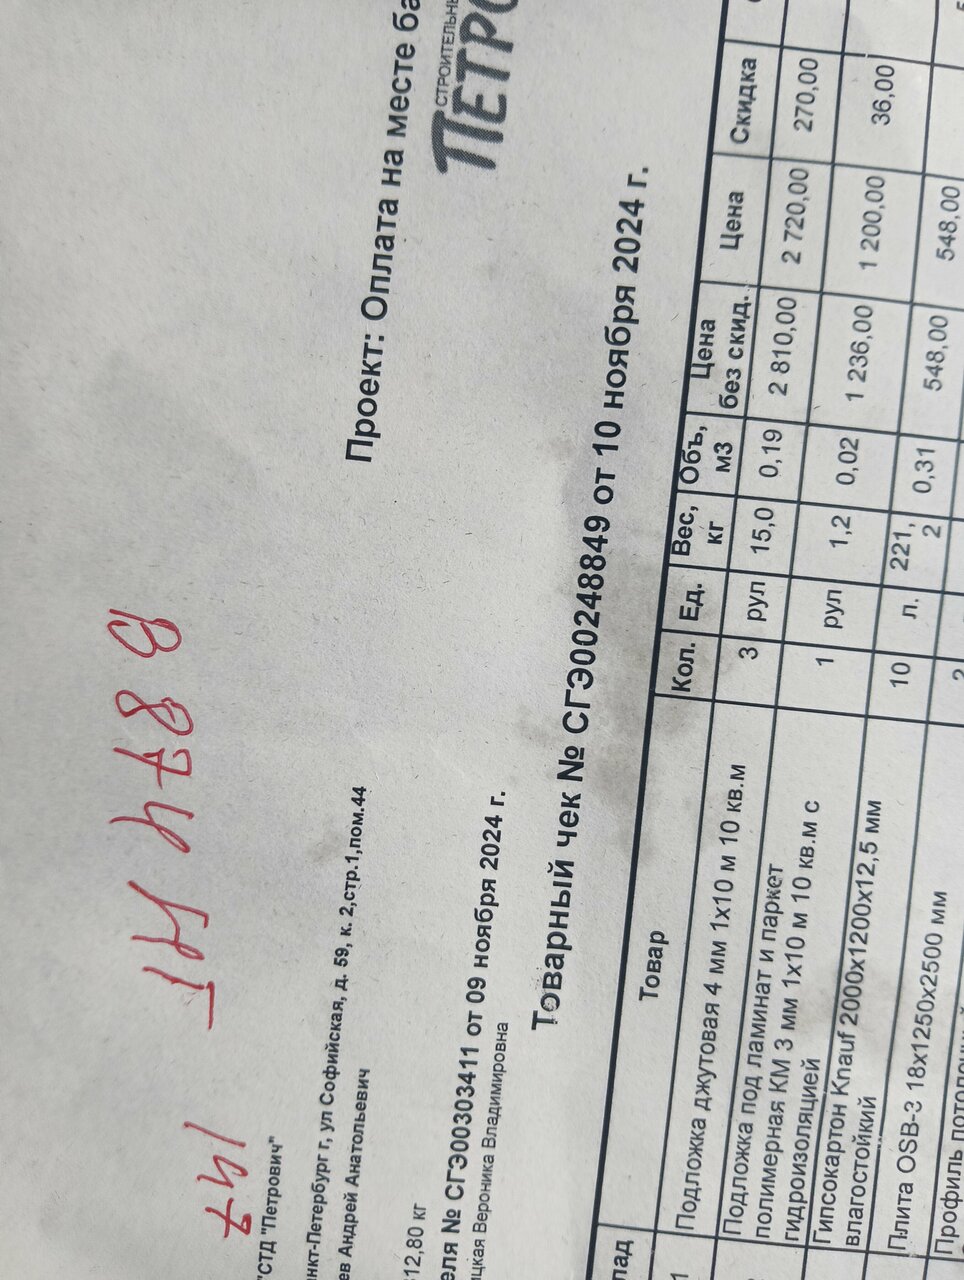 В 874 НГ 147
"СТД "Петрович"
нкт-Петербург г, ул Софийская, д. 59, к. 2,стр.1,пом.44
ев Андрей Анатольевич
Проект: Оплата на месте ба
12,80 кг
СТРОИТЕЛЬНЫ
ПЕТРО
еля № СГЭ00303411 от 09 ноября 2024 г.
цкая Вероника Владимировна
Товарный чек № СГЭ00248849 от 10 ноября 2024 г.
лад Товар Кол. Ед. Вес, кг Объ, м3 Цена без скид. Цена Скидка
1 Подложка джутовая 4 мм 1х10 м 10 кв.м 3 рул 15,0 0,19 2 810,00 2 720,00 270,00
Подложка под ламинат и паркет 1 рул 1,2 0,02 1 236,00 1 200,00 36,00
полимерная КМ 3 мм 1х10 м 10 кв.м с
гидроизоляцией
Гипсокартон Knauf 2000х1200х12,5 мм 10 л. 221,2 0,31 548,00 548,00
влагостойкий
Плита OSB-3 18х1250х2500 мм 2
Профиль потолочный